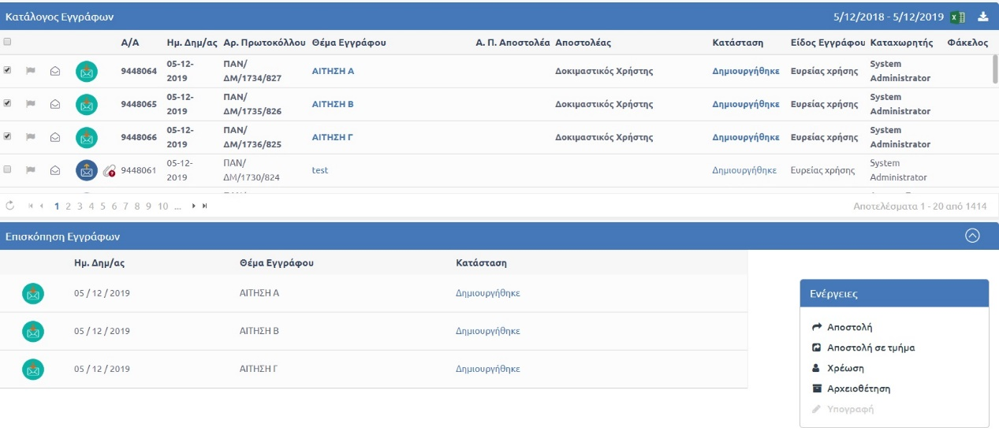 Κατάλογος Εγγράφων 5/12/2018 - 5/12/2019
Α/Α Ημ. Δημ/ας Αρ. Πρωτοκόλλου Θέμα Εγγράφου Α. Π. Αποστολέα Αποστολέας Κατάσταση Είδος Εγγράφου Καταχωρητής Φάκελος
9448064 05-12-2019 ΠΑΝ/ΔΜ/1734/827 ΑΙΤΗΣΗ Α Δοκιμαστικός Χρήστης Δημιουργήθηκε Ευρείας χρήσης System Administrator
9448065 05-12-2019 ΠΑΝ/ΔΜ/1735/826 ΑΙΤΗΣΗ Β Δοκιμαστικός Χρήστης Δημιουργήθηκε Ευρείας χρήσης System Administrator
9448066 05-12-2019 ΠΑΝ/ΔΜ/1736/825 ΑΙΤΗΣΗ Γ Δοκιμαστικός Χρήστης Δημιουργήθηκε Ευρείας χρήσης System Administrator
9448061 05-12-2019 ΠΑΝ/ΔΜ/1730/824 test Δημιουργήθηκε Ευρείας χρήσης System Administrator
1 2 3 4 5 6 7 8 9 10 ... Αποτελέσματα 1 - 20 από 1414
Επισκόπηση Εγγράφων
Ημ. Δημ/ας Θέμα Εγγράφου Κατάσταση
05 / 12 / 2019 ΑΙΤΗΣΗ Α Δημιουργήθηκε
05 / 12 / 2019 ΑΙΤΗΣΗ Β Δημιουργήθηκε
05 / 12 / 2019 ΑΙΤΗΣΗ Γ Δημιουργήθηκε
Ενέργειες
Αποστολή
Αποστολή σε τμήμα
Χρέωση
Αρχειοθέτηση
Υπογραφή